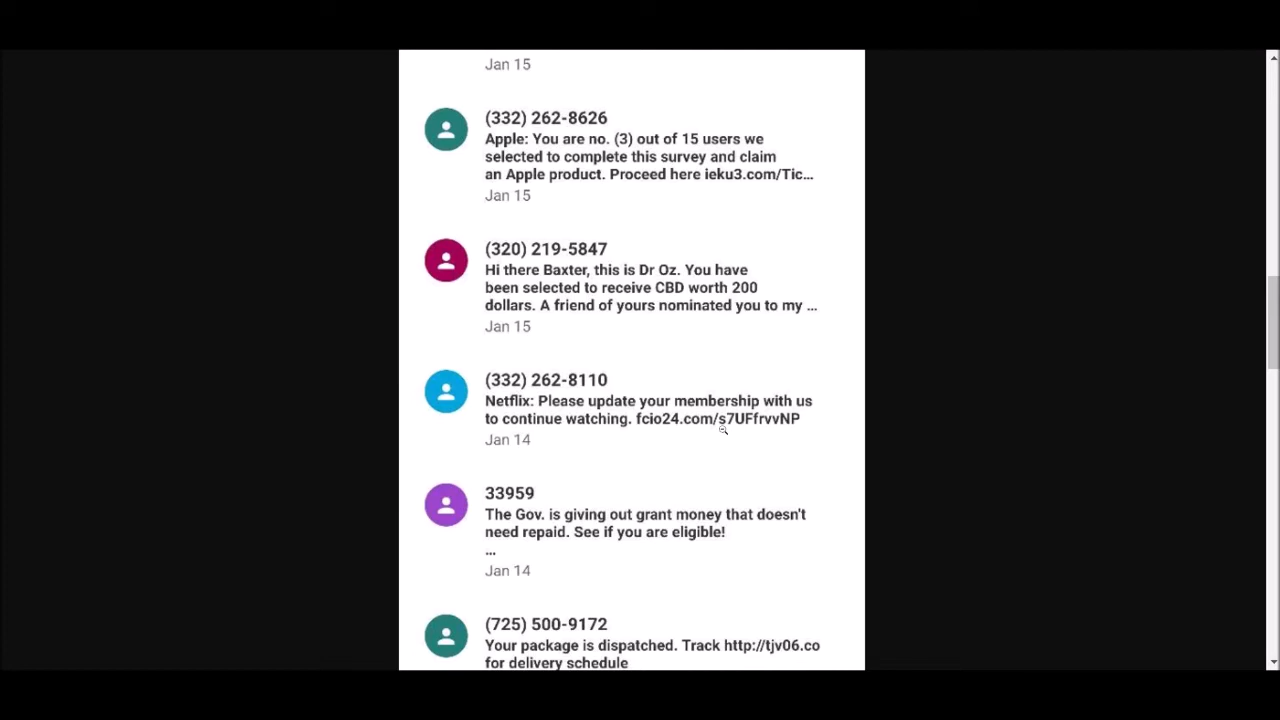 Jan 15
(332) 262-8626
Apple: You are no. (3) out of 15 users we
selected to complete this survey and claim
an Apple product. Proceed here ieku3.com/Tic...
Jan 15
(320) 219-5847
Hi there Baxter, this is Dr Oz. You have
been selected to receive CBD worth 200
dollars. A friend of yours nominated you to my ...
Jan 15
(332) 262-8110
Netflix: Please update your membership with us
to continue watching. fcio24.com/s7UFfrvvNP
Jan 14
33959
The Gov. is giving out grant money that doesn't
need repaid. See if you are eligible!
...
Jan 14
(725) 500-9172
Your package is dispatched. Track http://tjv06.co
for delivery schedule